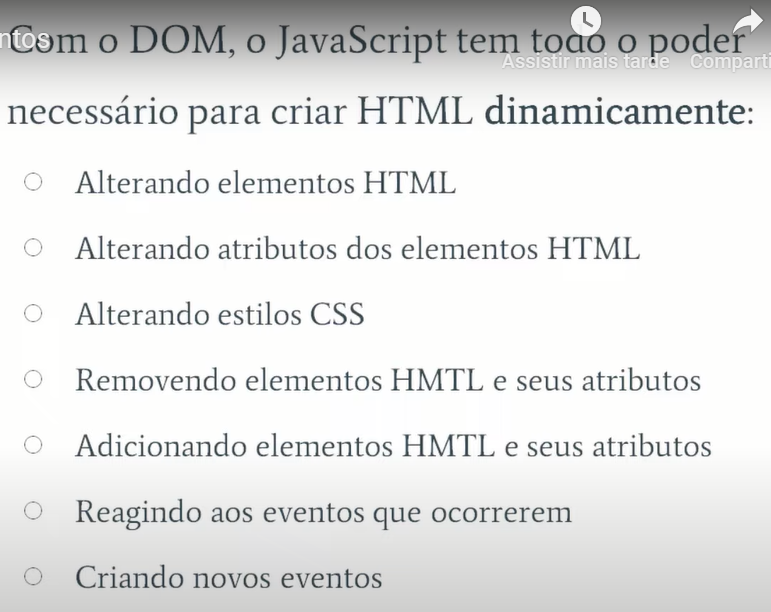 ntos
Com o DOM, o JavaScript tem todo o poder
Assistir mais tarde Comparti
necessário para criar HTML dinamicamente:
Alterando elementos HTML
Alterando atributos dos elementos HTML
Alterando estilos CSS
Removendo elementos HMTL e seus atributos
Adicionando elementos HMTL e seus atributos
Reagindo aos eventos que ocorrerem
Criando novos eventos